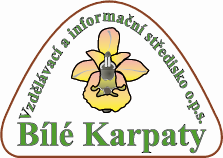 Vzdělávací a informační středisko o.p.s.
Bílé Karpaty